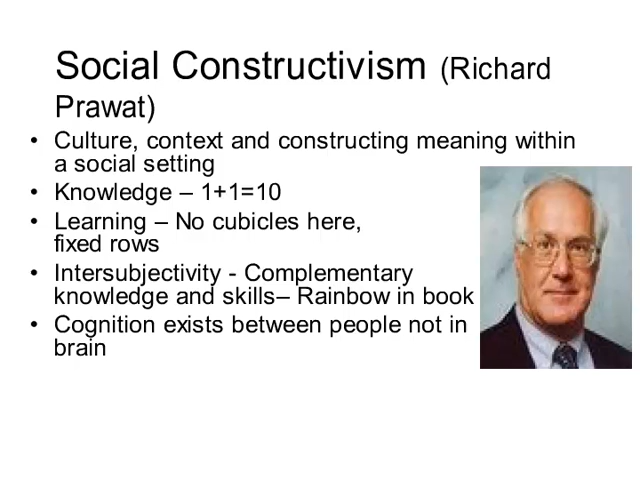 Social Constructivism (Richard
Prawat)
• Culture, context and constructing meaning within
a social setting
• Knowledge – 1+1=10
• Learning – No cubicles here,
fixed rows
• Intersubjectivity - Complementary
knowledge and skills– Rainbow in book
• Cognition exists between people not in
brain